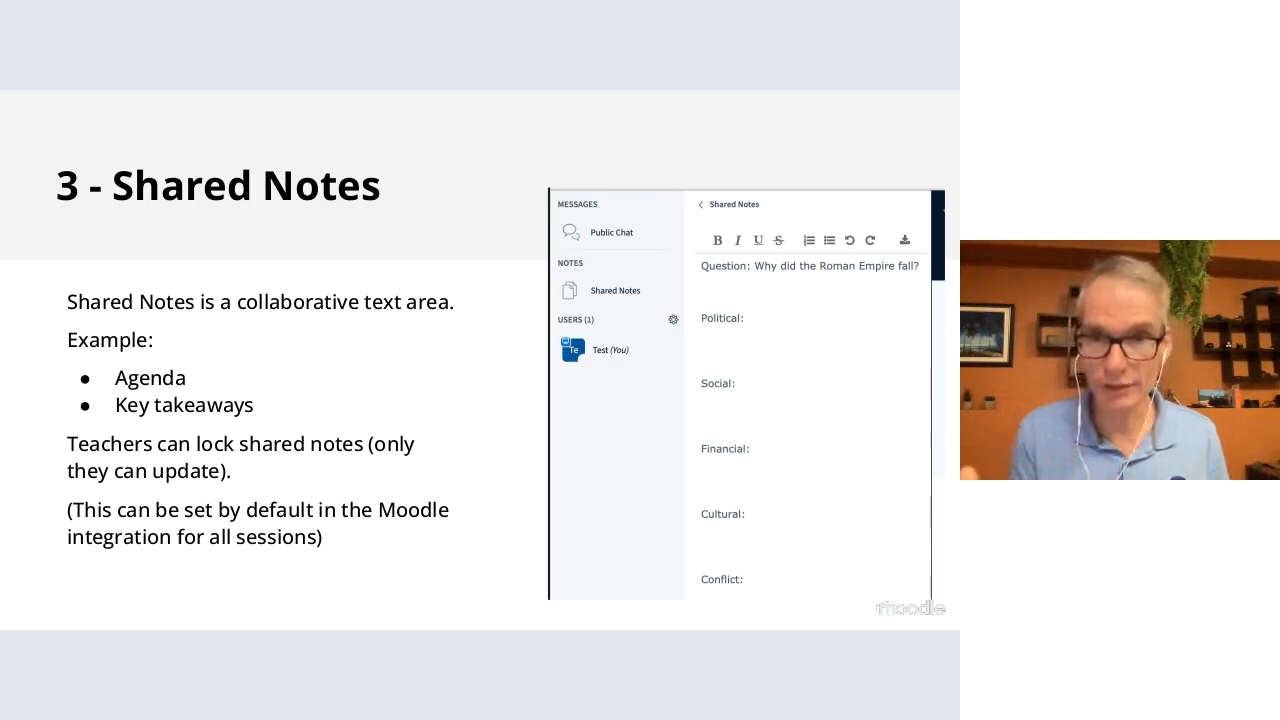 3 - Shared Notes
Shared Notes is a collaborative text area.
Example:
● Agenda
● Key takeaways
Teachers can lock shared notes (only
they can update).
(This can be set by default in the Moodle
integration for all sessions)
MESSAGES
Public Chat
NOTES
Shared Notes
USERS (1)
Te
Test (You)
Shared Notes
B I U S
Question: Why did the Roman Empire fall?
Political:
Social:
Financial:
Cultural:
Conflict:
moodle